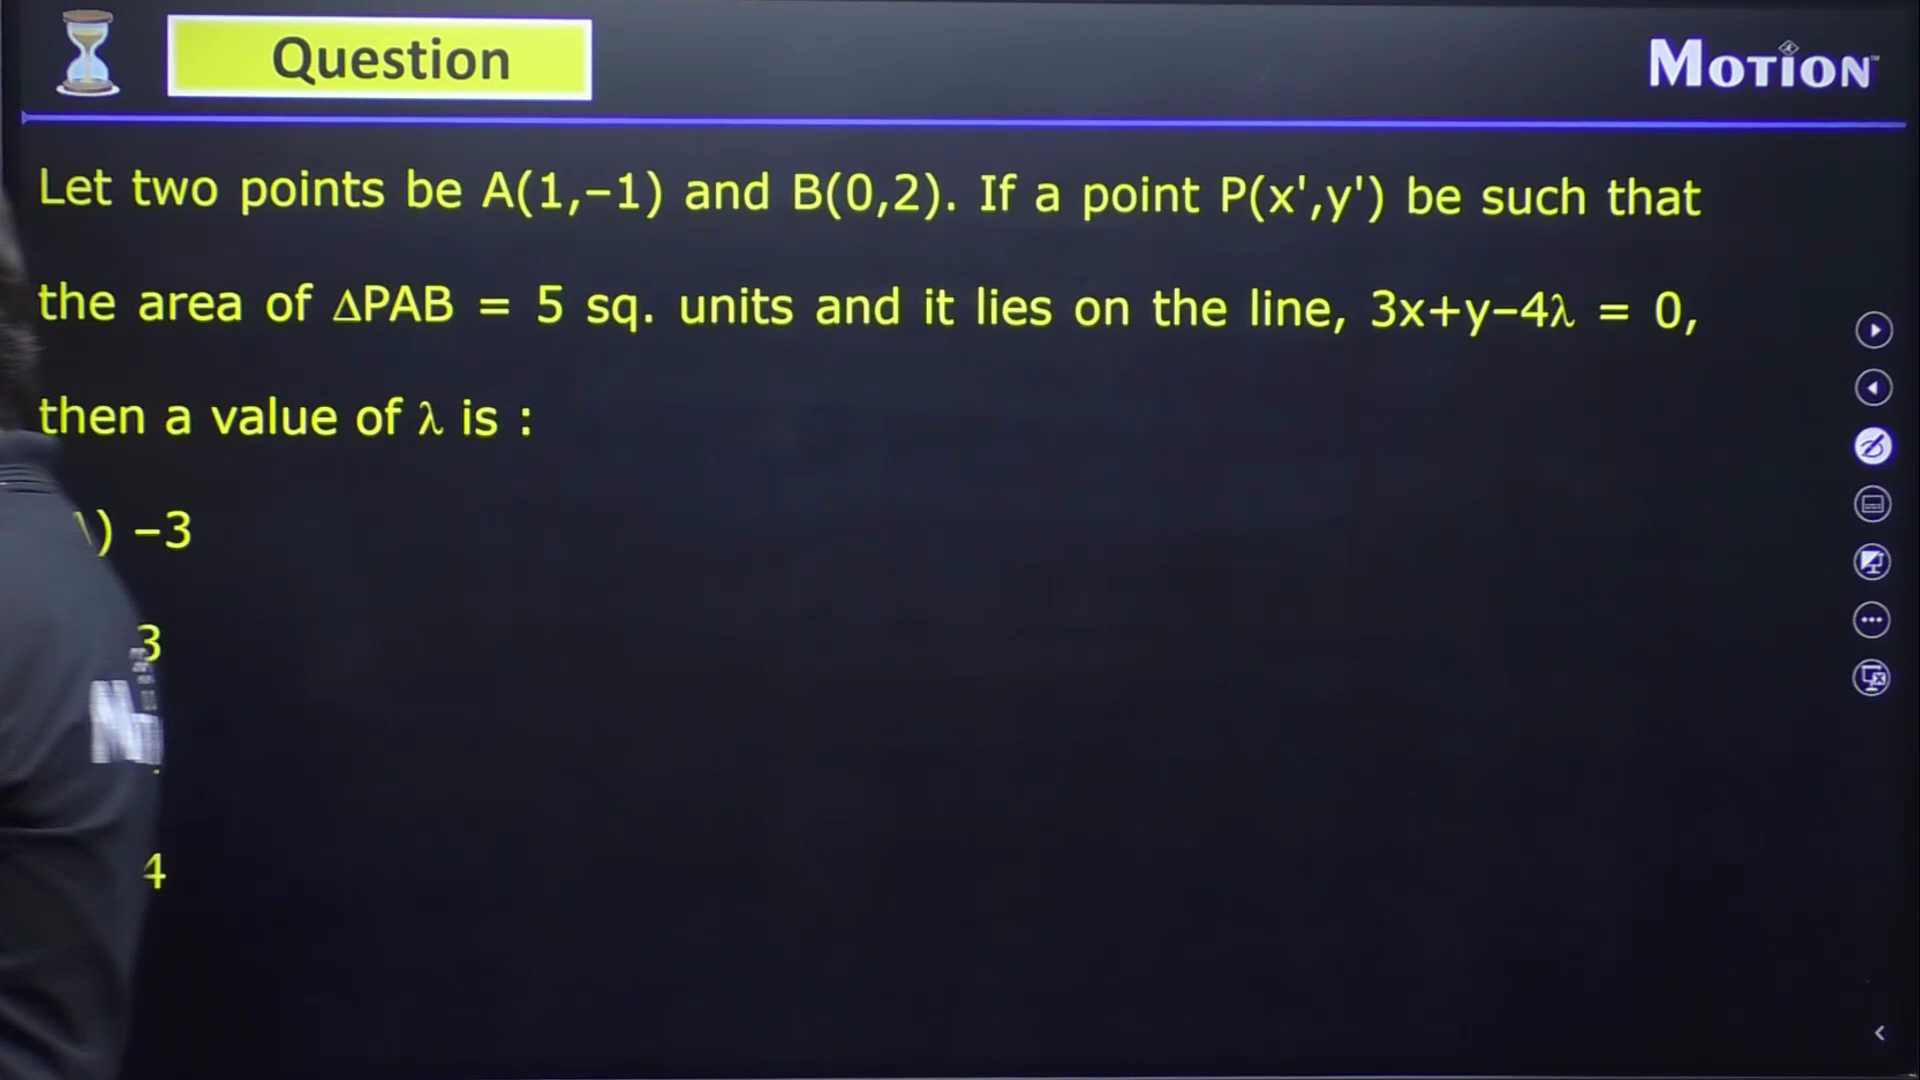 Question
MOTION™
Let two points be A(1,–1) and B(0,2). If a point P(x',y') be such that
the area of ΔPAB = 5 sq. units and it lies on the line, 3x+y–4λ = 0,
then a value of λ is :
) –3
3
4